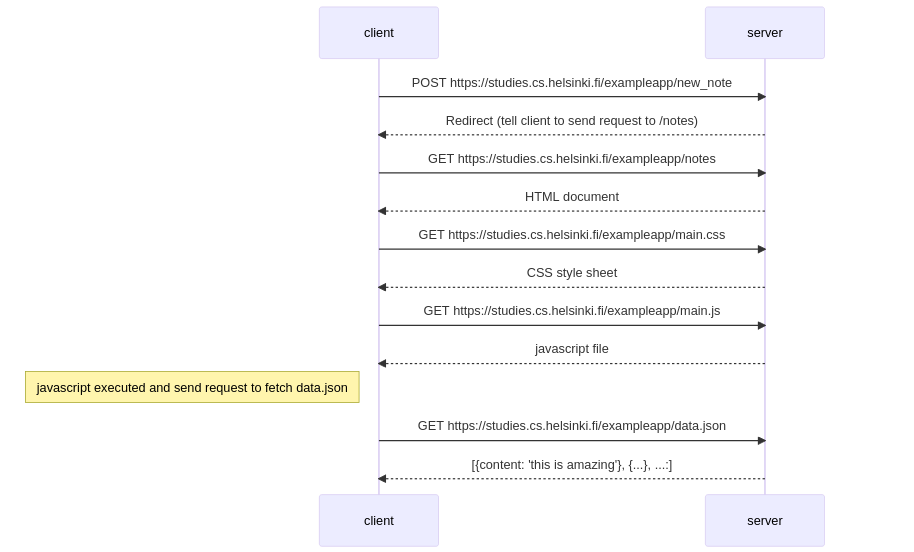 client
server
POST https://studies.cs.helsinki.fi/exampleapp/new_note
Redirect (tell client to send request to /notes)
GET https://studies.cs.helsinki.fi/exampleapp/notes
HTML document
GET https://studies.cs.helsinki.fi/exampleapp/main.css
CSS style sheet
GET https://studies.cs.helsinki.fi/exampleapp/main.js
javascript file
javascript executed and send request to fetch data.json
GET https://studies.cs.helsinki.fi/exampleapp/data.json
[{content: 'this is amazing'}, {...}, ...:]
client
server